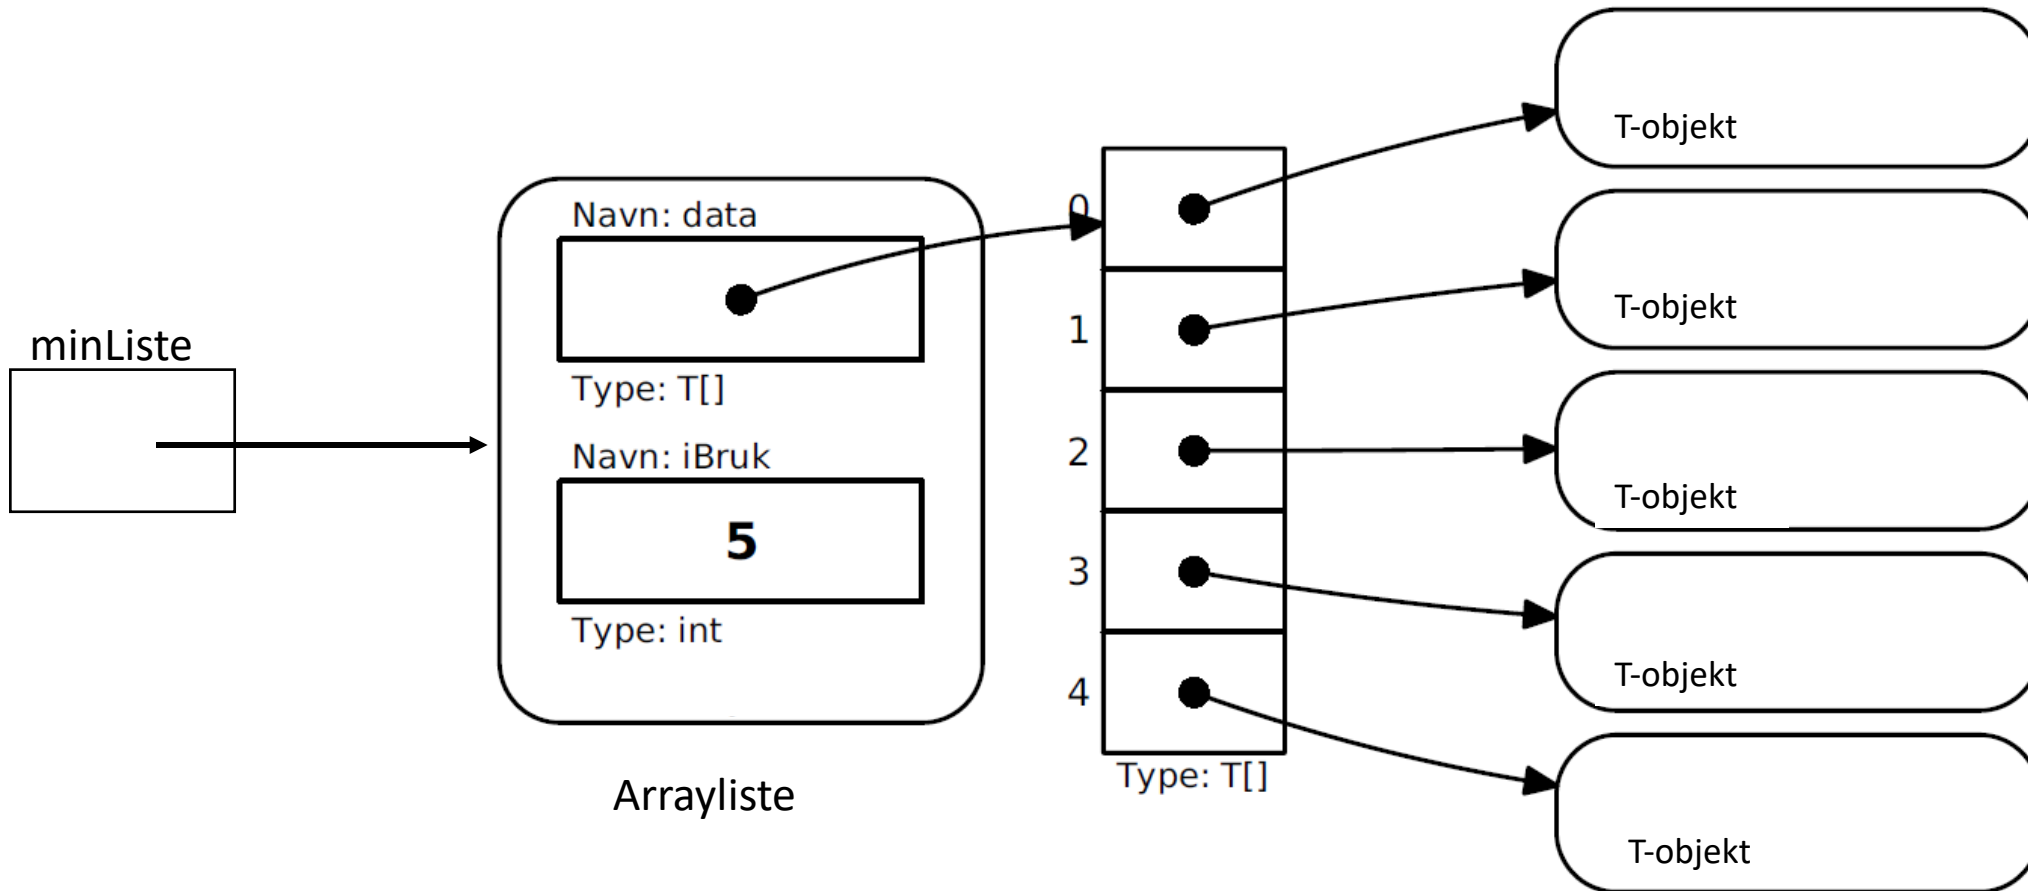 minListe
Navn: data
Type: T[]
Navn: iBruk
5
Type: int
Arrayliste
0
1
2
3
4
Type: T[]
T-objekt
T-objekt
T-objekt
T-objekt
T-objekt